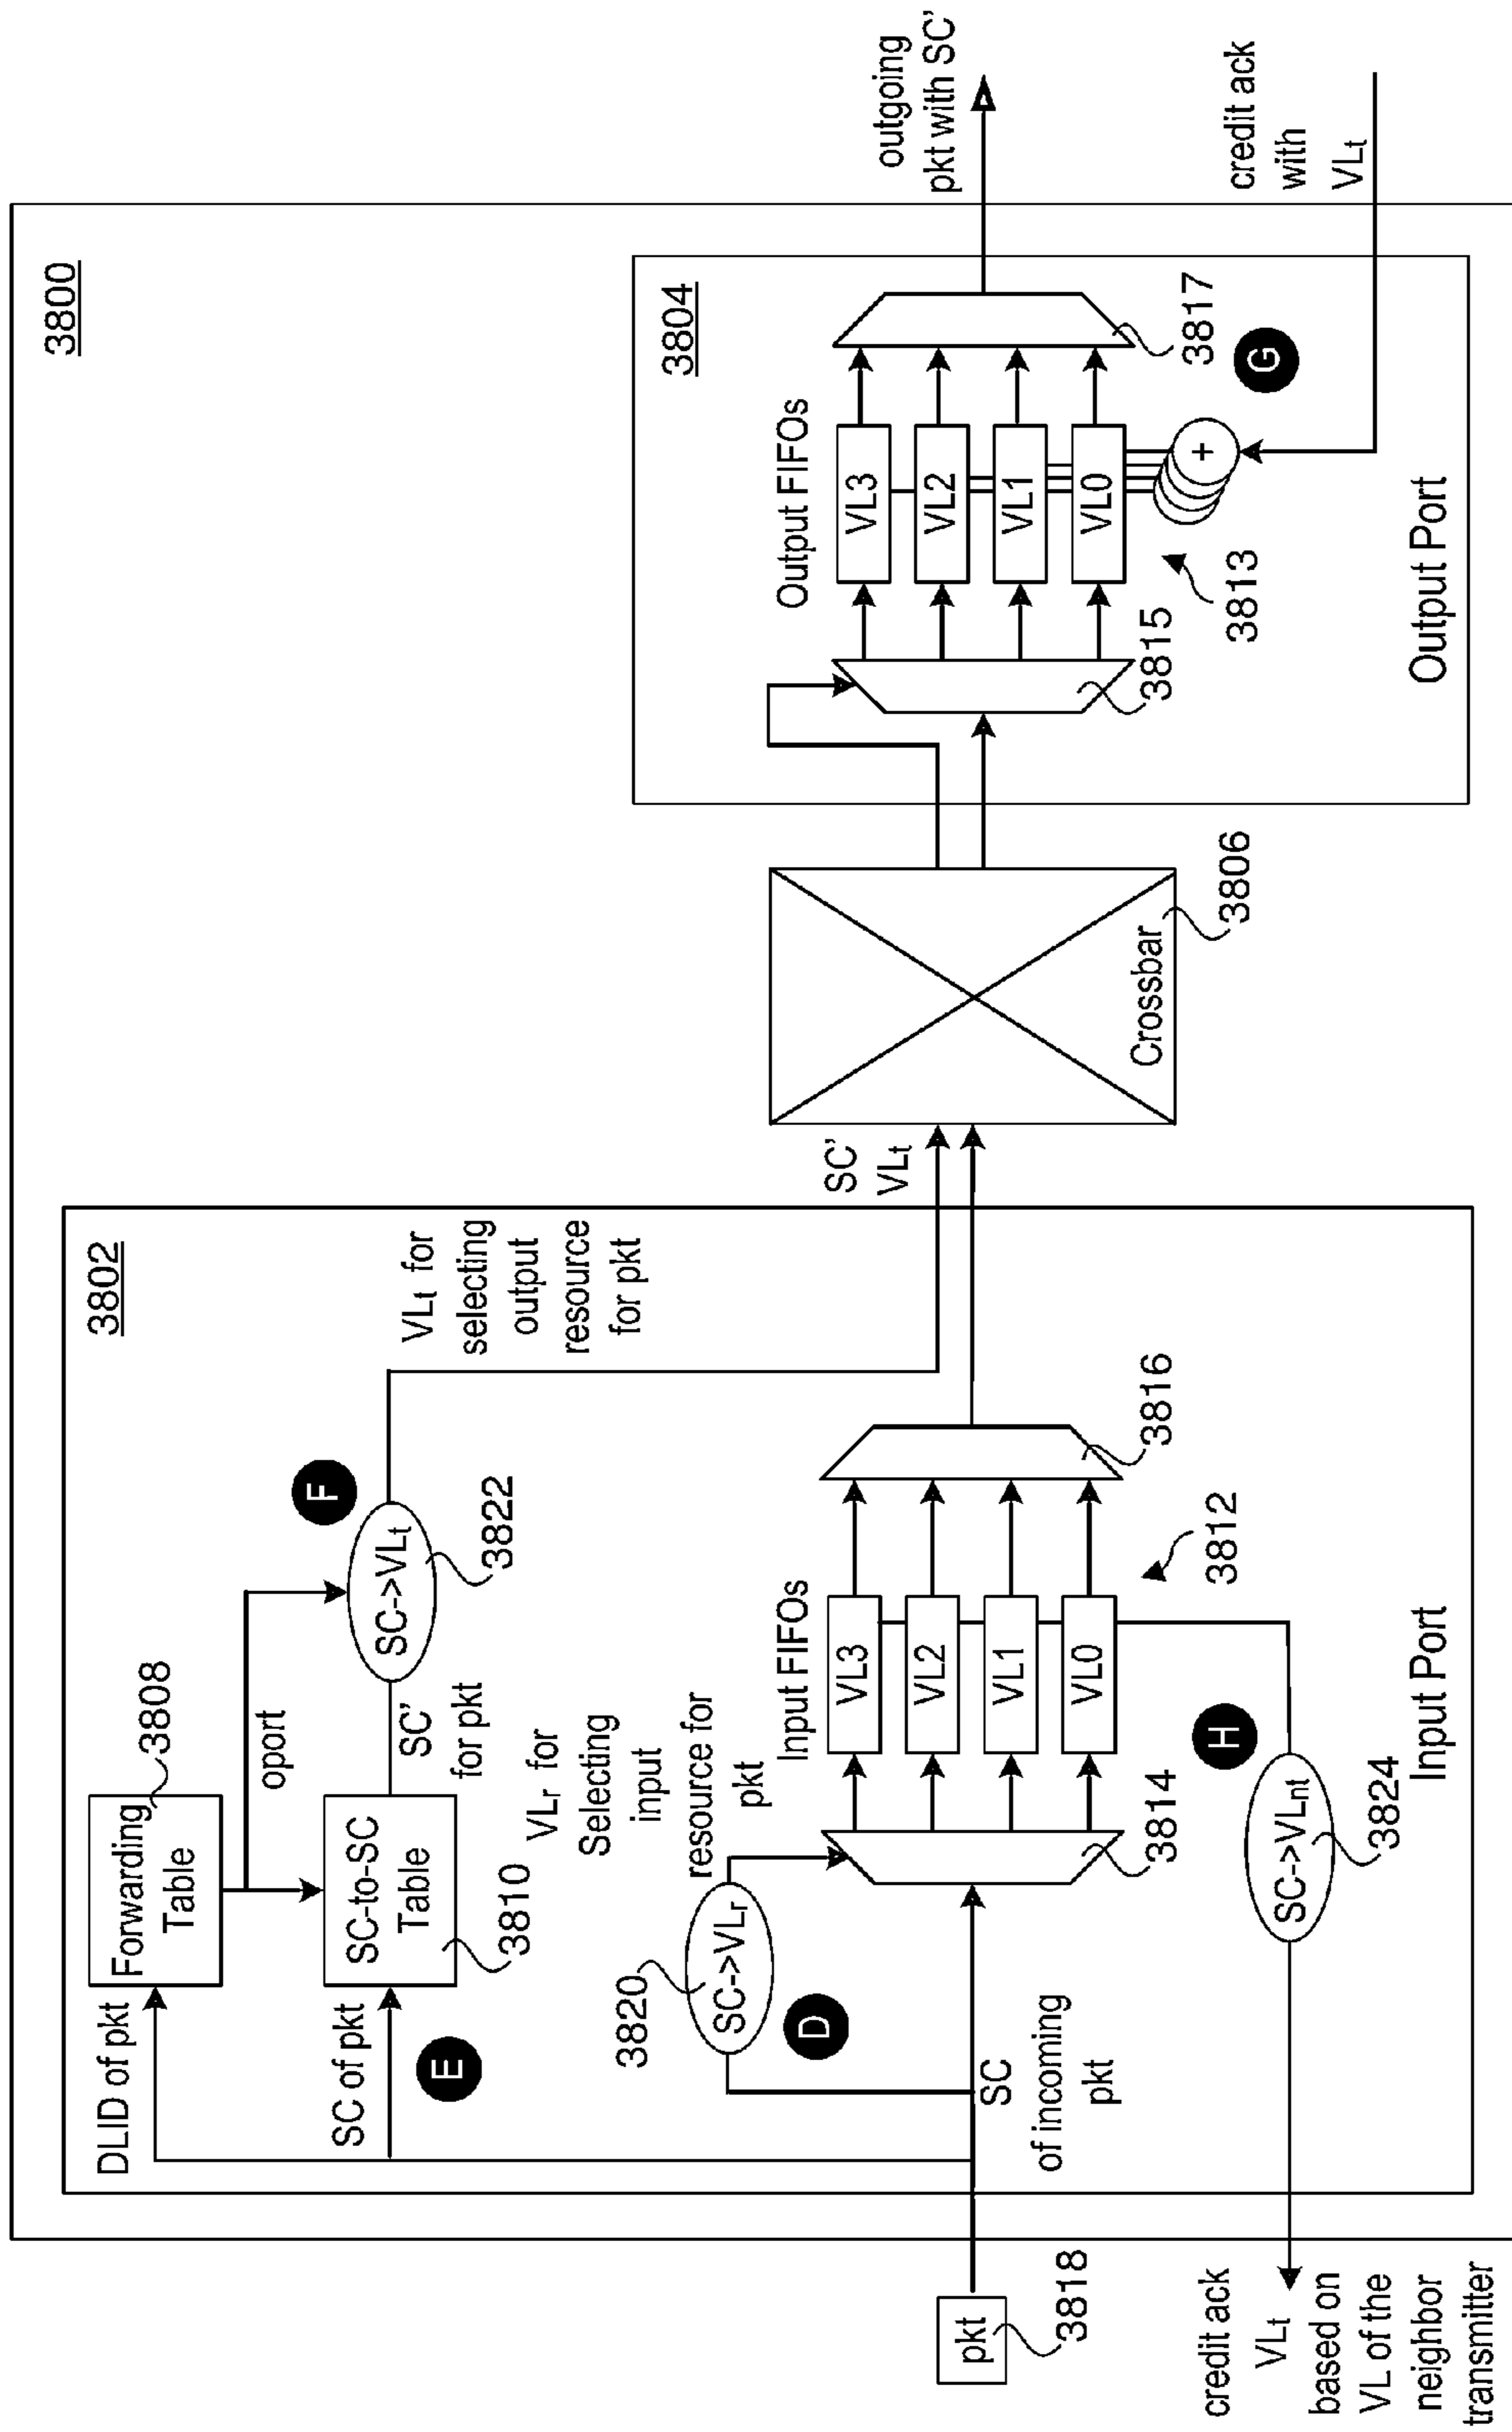 3800
3802
DLID of pkt
Forwarding
Table
3808
oport
SC of pkt
E
SC-to-SC
Table
3810
SC'
for pkt
SC->VLt
3822
F
VLt for
selecting
output
resource
for pkt
3820
SC->VLr
D
VLr for
Selecting
input
resource for
pkt
SC
of incoming
pkt
pkt
3818
3814
Input FIFOs
VL3
VL2
VL1
VL0
3812
3816
H
SC->VLnt
3824
Input Port
credit ack
VLt
based on
VL of the
neighbor
transmitter
SC'
VLt
Crossbar
3806
3804
3815
Output FIFOs
VL3
VL2
VL1
VL0
3813
+
3817
G
Output Port
outgoing
pkt with SC'
credit ack
with
VLt